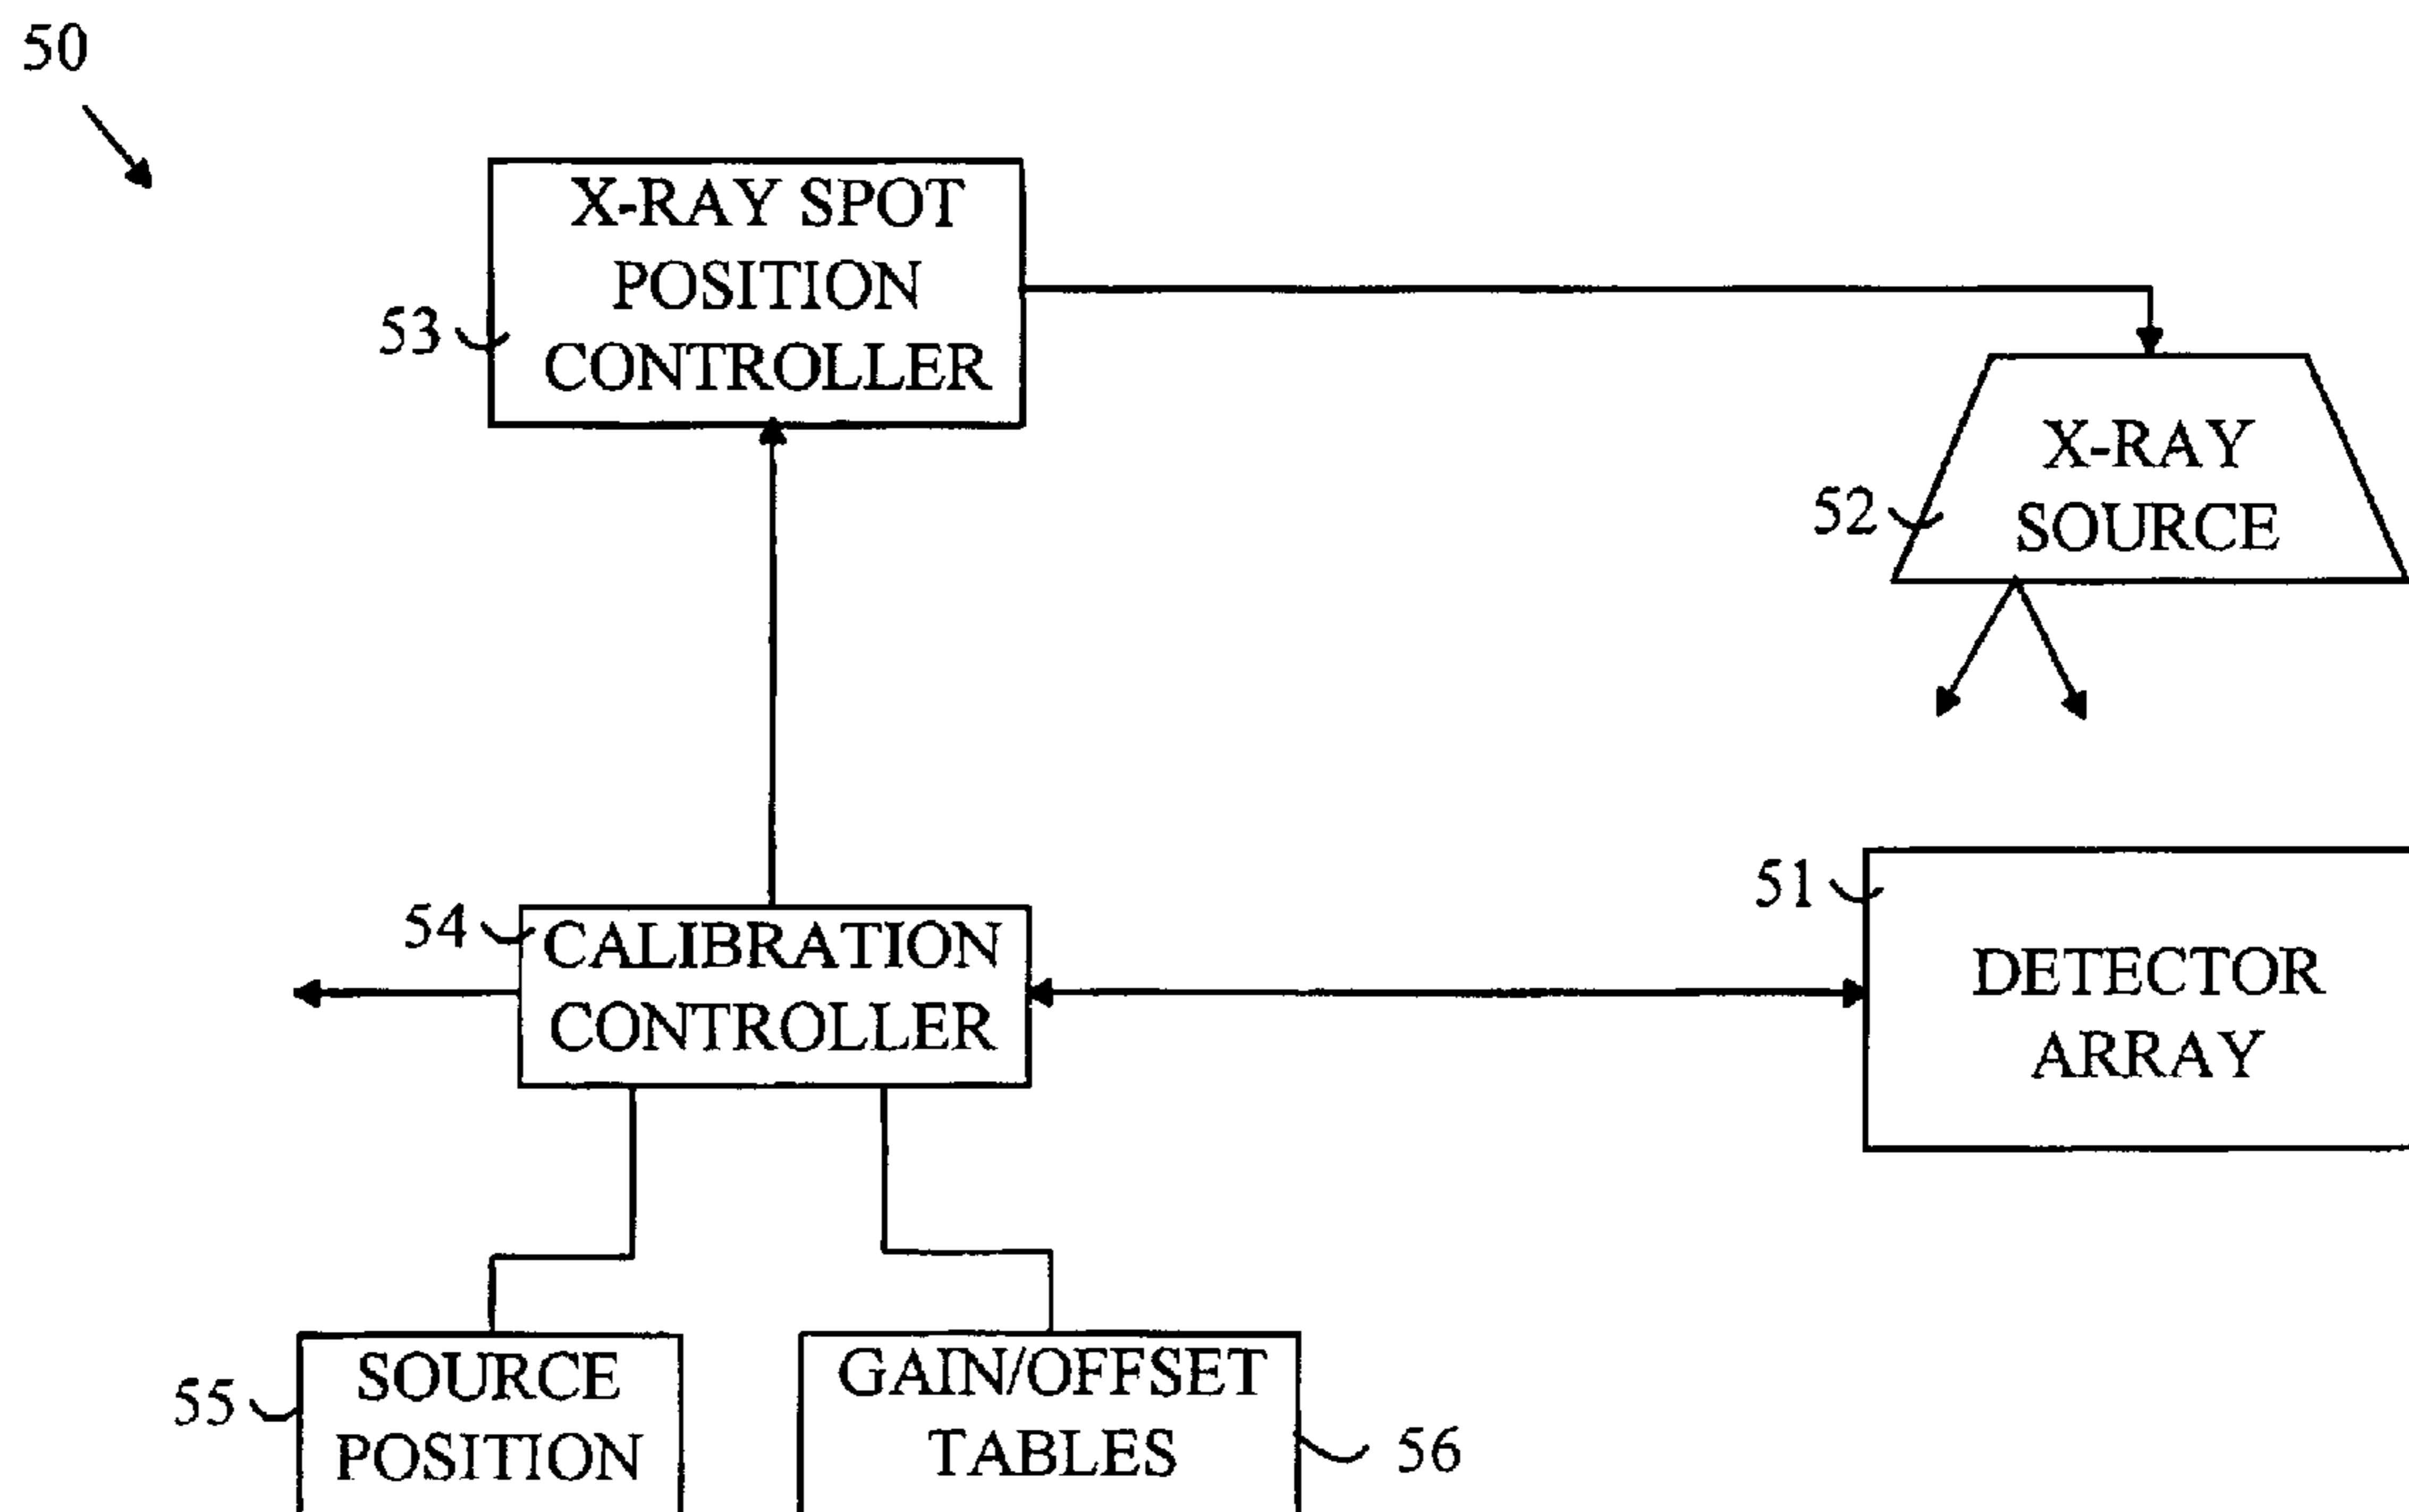 50
X-RAY SPOT
POSITION
CONTROLLER
53
X-RAY
SOURCE
52
51
54
CALIBRATION
CONTROLLER
DETECTOR
ARRAY
SOURCE
POSITION
55
GAIN/OFFSET
TABLES
56